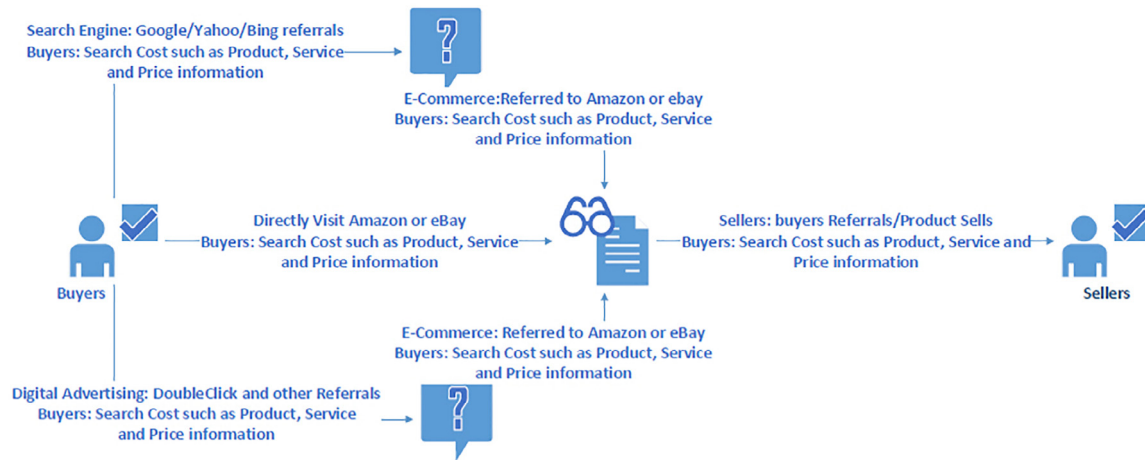 Search Engine: Google/Yahoo/Bing referrals
Buyers: Search Cost such as Product, Service
and Price information
?
E-Commerce:Referred to Amazon or ebay
Buyers: Search Cost such as Product, Service
and Price information
Directly Visit Amazon or eBay
Buyers: Search Cost such as Product, Service
and Price information
Sellers: buyers Referrals/Product Sells
Buyers: Search Cost such as Product, Service and
Price information
Buyers
Sellers
E-Commerce: Referred to Amazon or eBay
Buyers: Search Cost such as Product, Service
and Price information
Digital Advertising: DoubleClick and other Referrals
Buyers: Search Cost such as Product, Service
and Price information
?